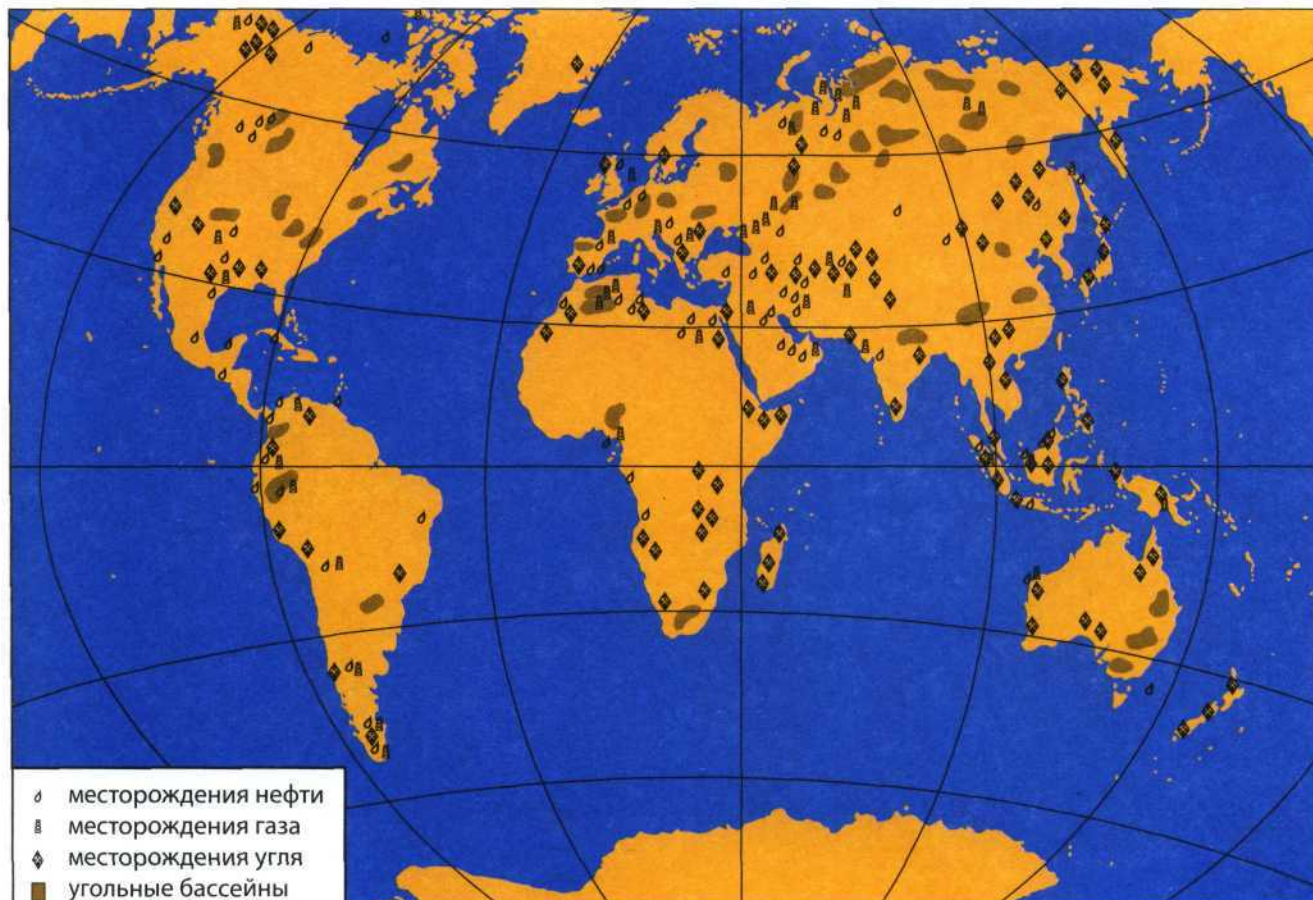 месторождения нефти
месторождения газа
месторождения угля
угольные бассейны